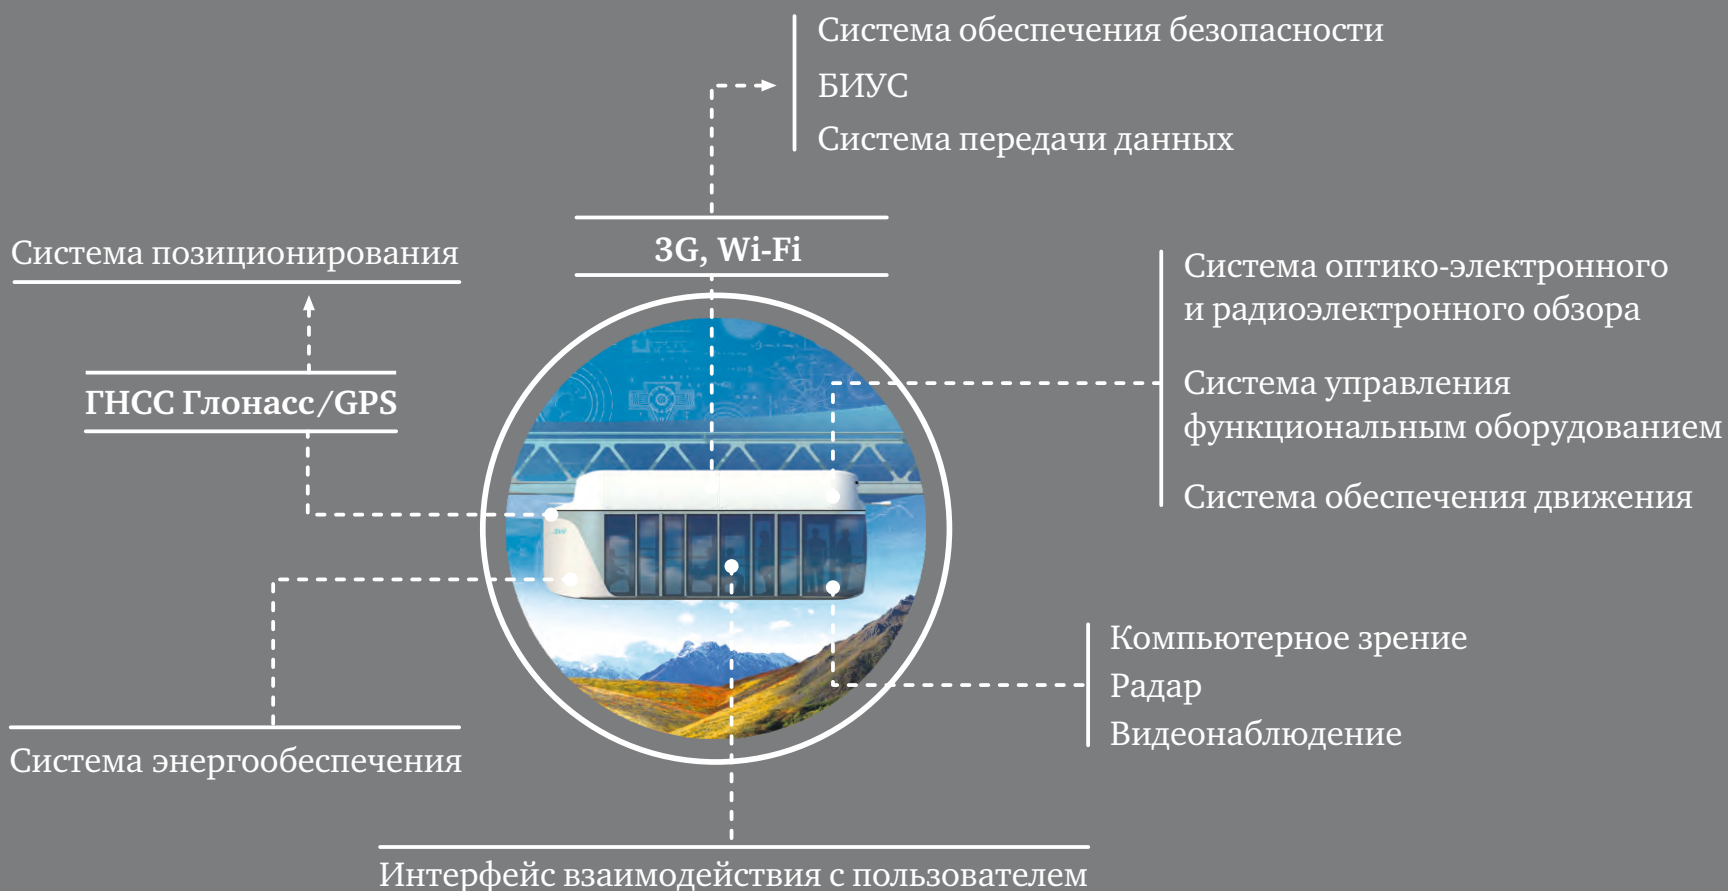 Система обеспечения безопасности
БИУС
Система передачи данных
3G, Wi-Fi
Система позиционирования
ГНСС Глонасс/GPS
Система оптико-электронного
и радиоэлектронного обзора
Система управления
функциональным оборудованием
Система обеспечения движения
Компьютерное зрение
Радар
Видеонаблюдение
Система энергообеспечения
Интерфейс взаимодействия с пользователем